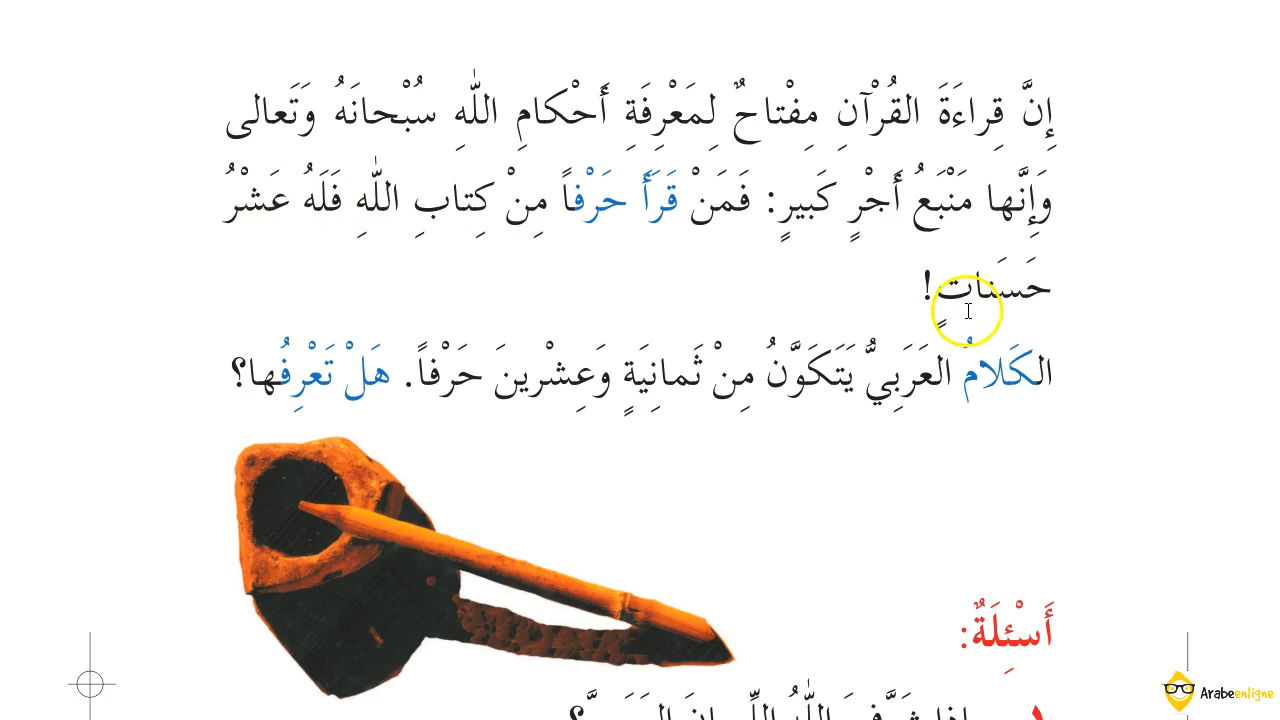 إِنَّ قِراءَةَ القُرْآنِ مِفْتاحٌ لِمَعْرِفَةِ أَحْكامِ اللّٰهِ سُبْحانَهُ وَتَعالى
وَإِنَّها مَنْبَعُ أَجْرٍ كَبيرٍ: فَمَنْ قَرَأَ حَرْفاً مِنْ كِتابِ اللّٰهِ فَلَهُ عَشْرُ
حَسَناتٍ!
الكَلامُ العَرَبِيُّ يَتَكَوَّنُ مِنْ ثَمانِيَةٍ وَعِشْرينَ حَرْفاً. هَلْ تَعْرِفُها؟
أَسْئِلَةٌ:
Arabeenligne